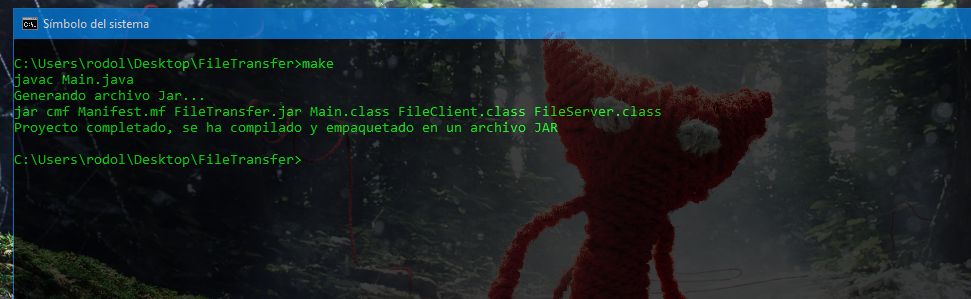 Símbolo del sistema
C:\Users\rodol\Desktop\FileTransfer>make
javac Main.java
Generando archivo Jar...
jar cmf Manifest.mf FileTransfer.jar Main.class FileClient.class FileServer.class
Proyecto completado, se ha compilado y empaquetado en un archivo JAR
C:\Users\rodol\Desktop\FileTransfer>